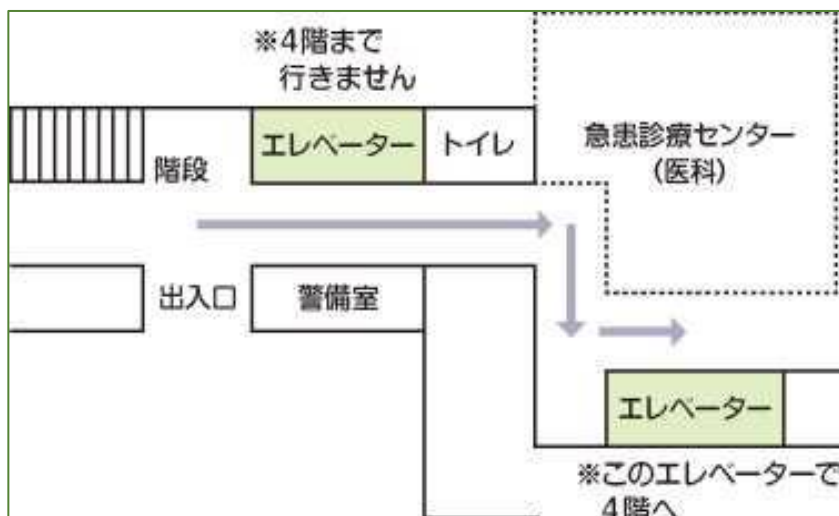 ※4階まで
行きません
エレベーター
トイレ
急患診療センター
(医科)
階段
出入口
警備室
エレベーター
※このエレベーターで
4階へ